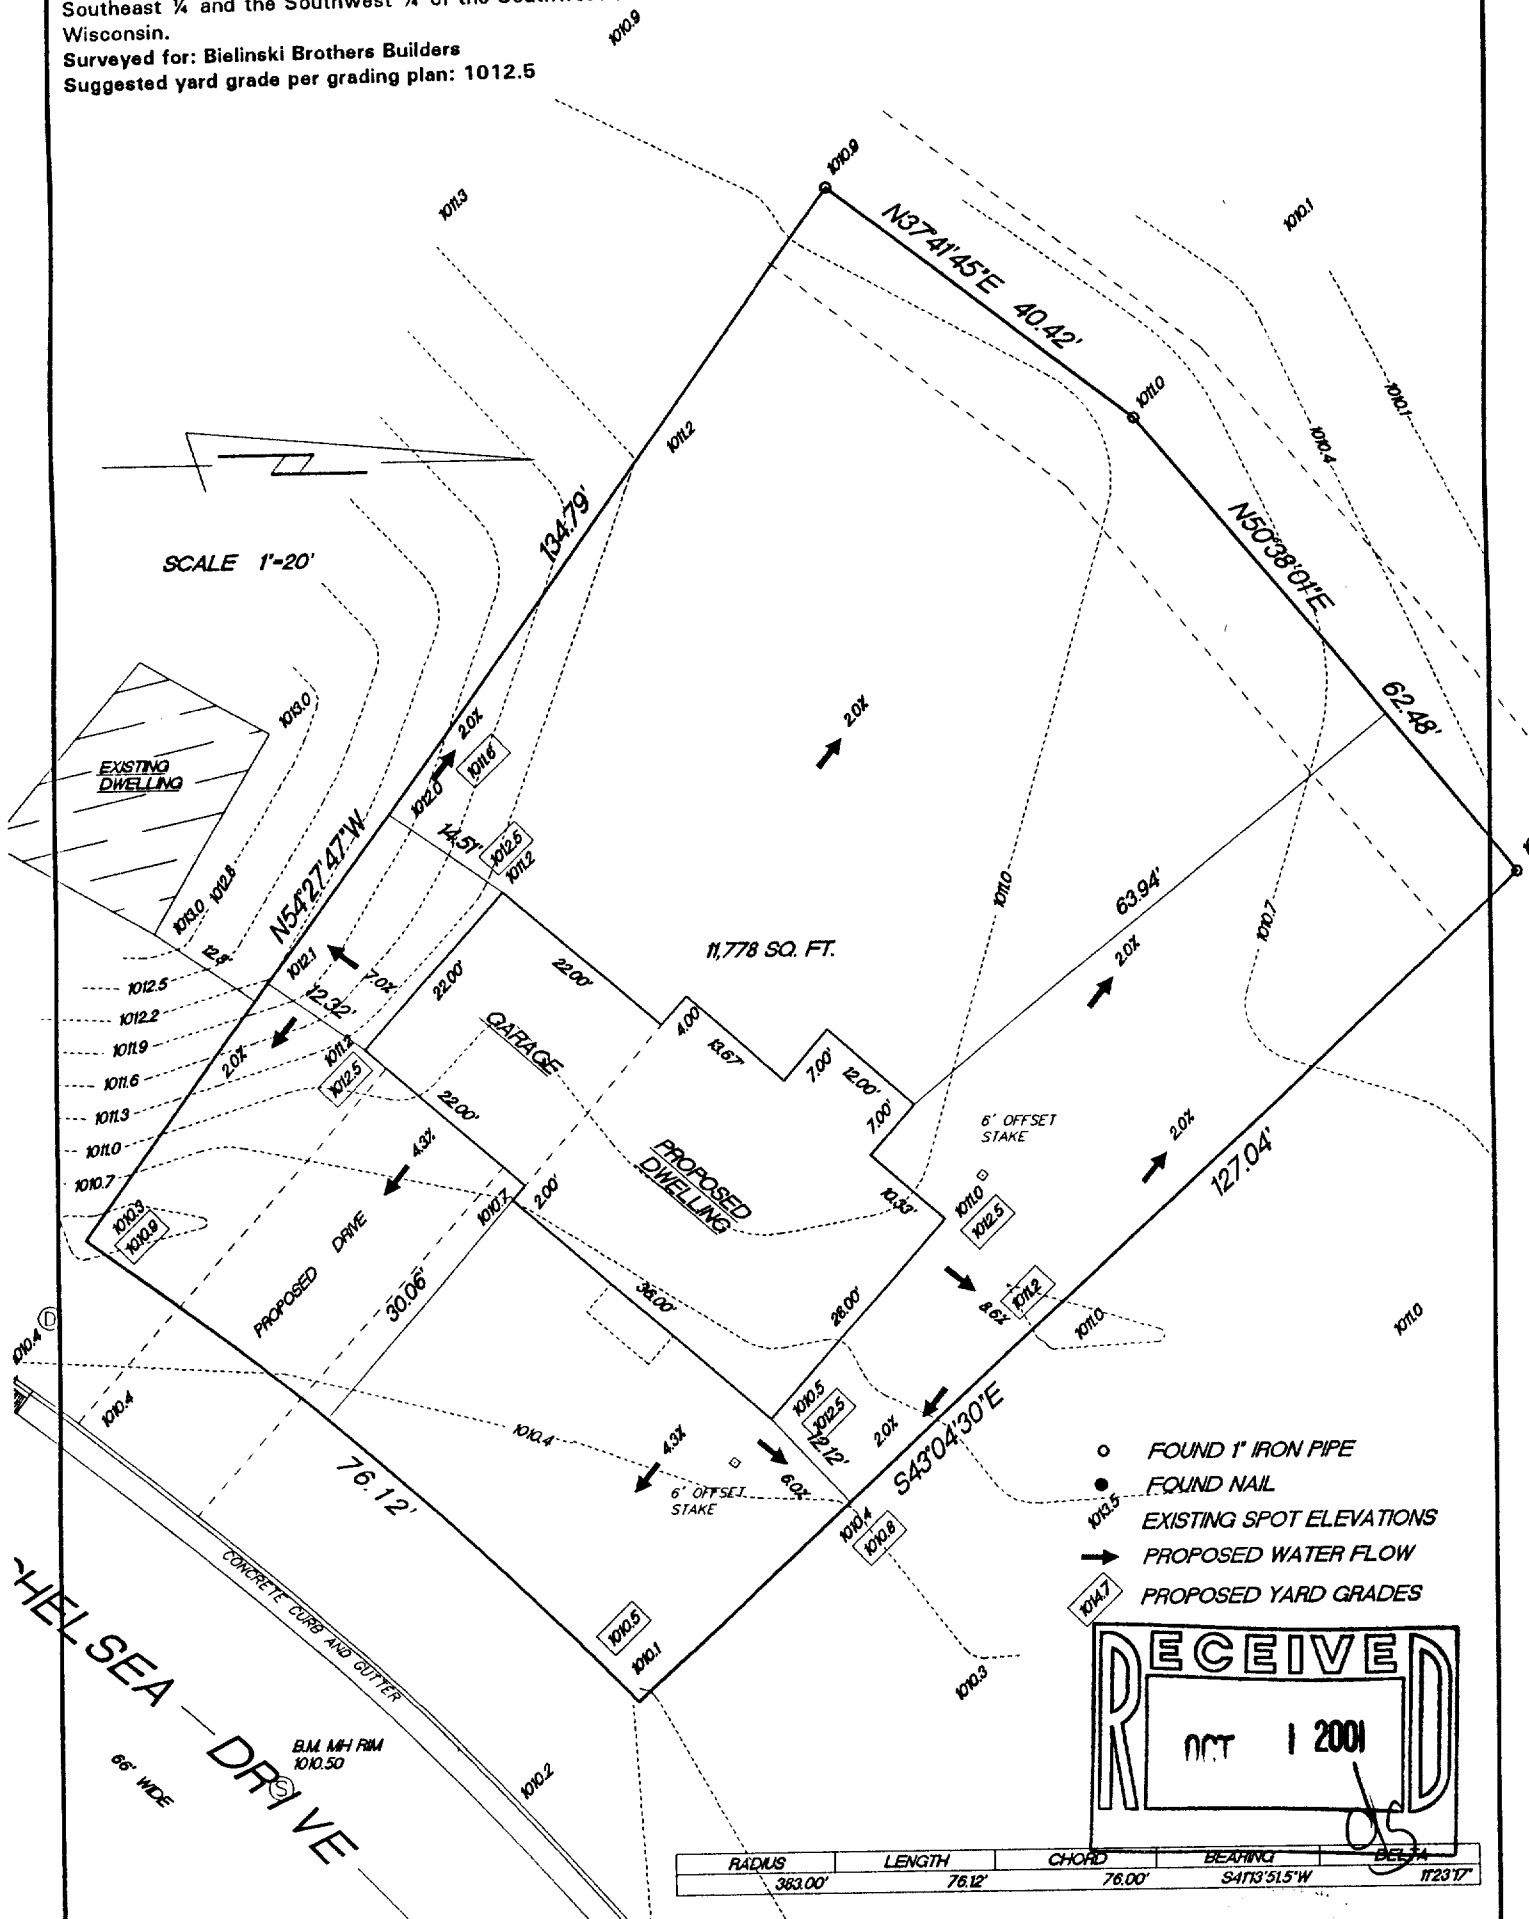 Southeast ¼ and the Southwest ¼ of the
Wisconsin.
Surveyed for: Bielinski Brothers Builders
Suggested yard grade per grading plan: 1012.5
1010.9
1010.9
1011.3
1010.1
N37°41'45"E 40.42'
1011.0
1010.1
1010.4
1011.2
134.79'
N50°38'01"E
SCALE 1"=20'
62.48'
1013.0
2.0%
1011.6
2.0%
EXISTING
DWELLING
1012.0
14.51'
1012.5
1011.2
N54°27'47"W
1013.0
1012.8
12.8'
63.94'
1011.0
1010.7
11,778 SQ. FT.
1012.1
7.0%
12.32'
22.00'
22.00'
2.0%
1012.5
1012.2
1011.9
1011.6
1011.3
1011.0
1010.7
2.0%
GARAGE
4.00'
13.67'
7.00'
12.00'
7.00'
1011.2
1012.5
22.00'
4.3%
6' OFFSET
STAKE
2.0%
127.04'
PROPOSED
DWELLING
10.33'
1011.0
1012.5
1010.3
1010.9
1010.7
2.00'
PROPOSED DRIVE
30.06'
36.00'
28.00'
8.6%
1011.2
1011.0
1011.0
D
1010.4
1010.4
1010.4
1010.5
1012.5
12.12'
2.0%
S43°04'30"E
4.3%
6.0%
6' OFFSET
STAKE
76.12'
1010.4
1010.8
FOUND 1" IRON PIPE
FOUND NAIL
1013.5 EXISTING SPOT ELEVATIONS
PROPOSED WATER FLOW
1014.7 PROPOSED YARD GRADES
CONCRETE CURB AND GUTTER
1010.5
1010.1
1010.3
HELSEA DRIVE
66' WIDE
B.M. MH RIM
1010.50
S
1010.2
RECEIVED
OCT 1 2001
05
RADIUS LENGTH CHORD BEARING DELTA
383.00' 76.12' 76.00' S41°13'51.5"W 11°23'17"